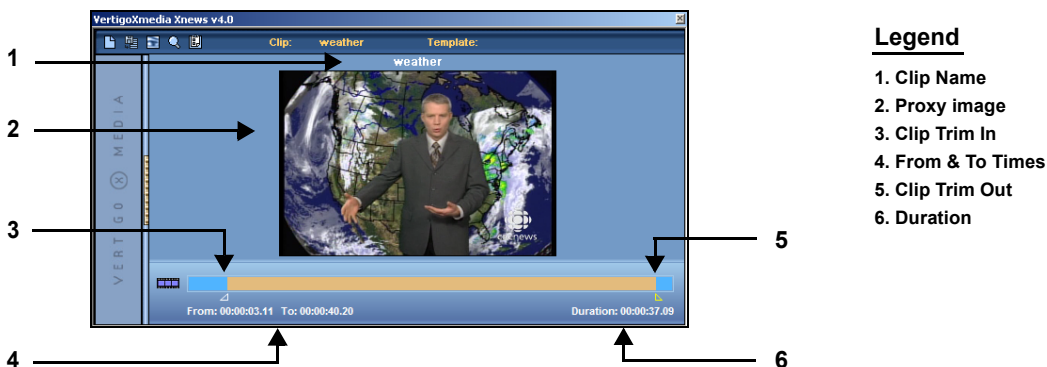 VertigoXmedia Xnews v4.0
Clip: weather Template:
weather
VERTIGO X MEDIA
news
From: 00:00:03.11 To: 00:00:40.20
Duration: 00:00:37.09
1
2
3
4
5
6
Legend
1. Clip Name
2. Proxy image
3. Clip Trim In
4. From & To Times
5. Clip Trim Out
6. Duration